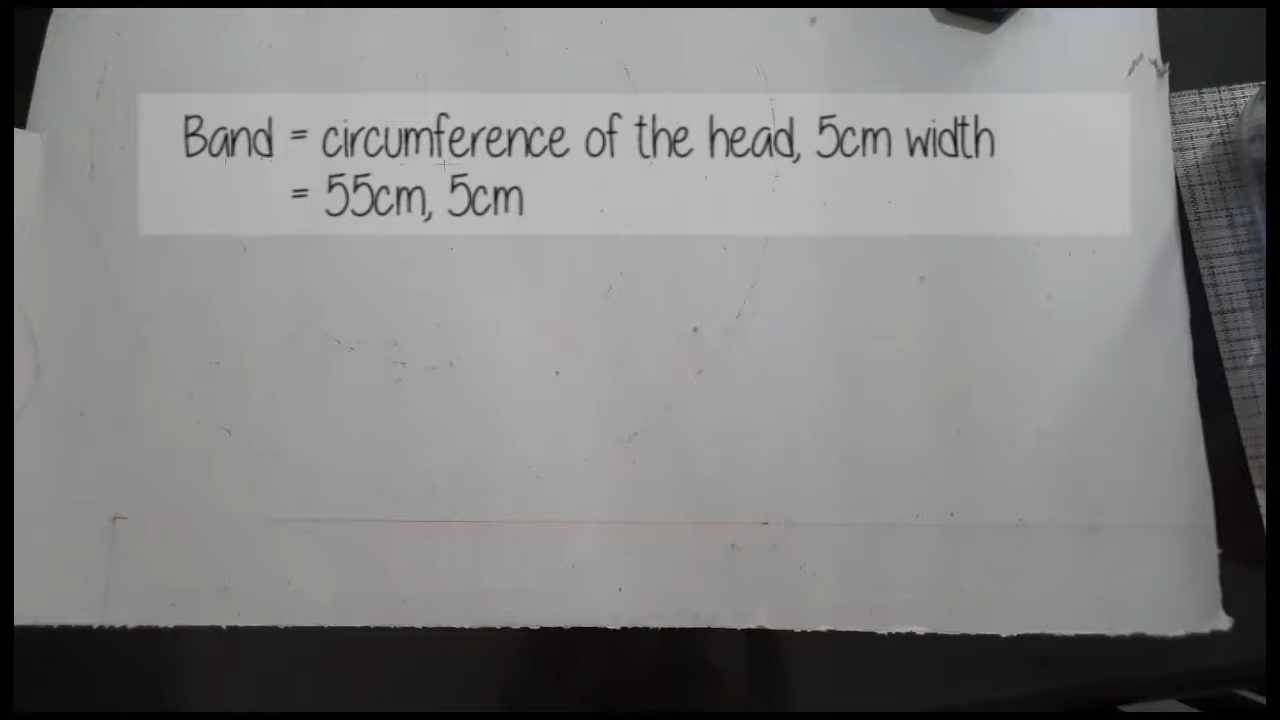 Band = circumference of the head, 5cm width
= 55cm, 5cm